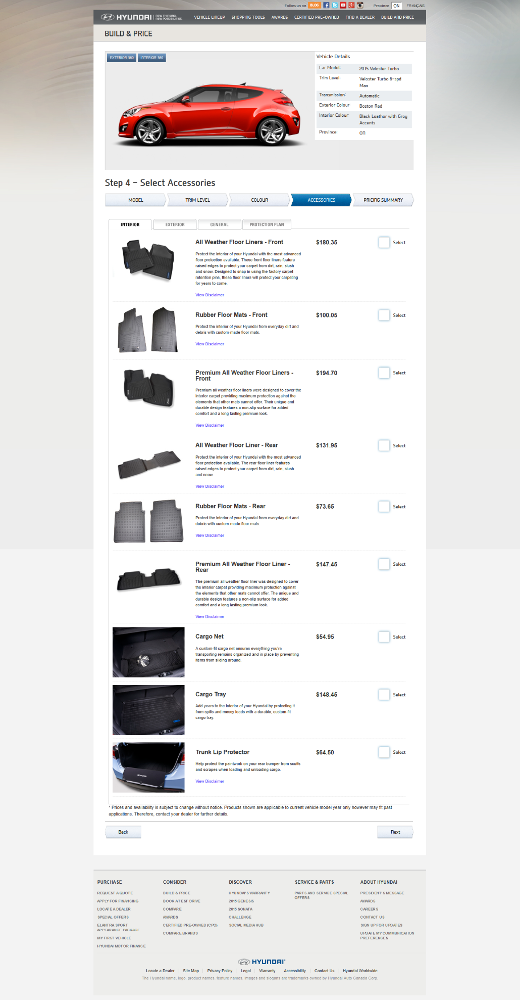 Follow us on BLOG Province ON FRANÇAIS
HYUNDAI NEW THINKING. NEW POSSIBILITIES. VEHICLE LINEUP SHOPPING TOOLS AWARDS CERTIFIED PRE-OWNED FIND A DEALER BUILD AND PRICE
BUILD & PRICE
EXTERIOR 360 INTERIOR 360
Vehicle Details
Car Model: 2015 Veloster Turbo
Trim Level: Veloster Turbo 6-spd
Man
Transmission: Automatic
Exterior Colour: Boston Red
Interior Colour: Black Leather with Grey
Accents
Province: ON
Step 4 - Select Accessories
MODEL TRIM LEVEL COLOUR ACCESSORIES PRICING SUMMARY
INTERIOR EXTERIOR GENERAL PROTECTION PLAN
All Weather Floor Liners - Front $180.35 Select
Protect the interior of your Hyundai with the most advanced
floor protection available. These front floor liners feature
raised edges to protect your carpet from dirt, rain, slush
and snow. Designed to snap in using the factory carpet
retention pins, these floor liners will protect your carpeting
for years to come.
View Disclaimer
Rubber Floor Mats - Front $100.05 Select
Protect the interior of your Hyundai from everyday dirt and
debris with custom-made floor mats.
View Disclaimer
Premium All Weather Floor Liners - $194.70 Select
Front
Premium all weather floor liners were designed to cover the
interior carpet providing maximum protection against the
elements that other mats cannot offer. Their unique and
durable design features a non-slip surface for added
comfort and a long lasting premium look.
View Disclaimer
All Weather Floor Liner - Rear $131.95 Select
Protect the interior of your Hyundai with the most advanced
floor protection available. The rear floor liner features
raised edges to protect your carpet from dirt, rain, slush
and snow.
View Disclaimer
Rubber Floor Mats - Rear $73.65 Select
Protect the interior of your Hyundai from everyday dirt and
debris with custom-made floor mats.
View Disclaimer
Premium All Weather Floor Liner - $147.45 Select
Rear
The premium all weather floor liner was designed to cover
the interior carpet providing maximum protection against
the elements that other mats cannot offer. The unique and
durable design features a non-slip surface for added
comfort and a long lasting premium look.
View Disclaimer
Cargo Net $54.95 Select
A custom-fit cargo net ensures everything you're
transporting remains organized and in place by preventing
items from sliding around.
Cargo Tray $148.45 Select
Add years to the interior of your Hyundai by protecting it
from spills and messy loads with a durable, custom-fit
cargo tray.
Trunk Lip Protector $64.50 Select
Help protect the paintwork on your rear bumper from scuffs
and scrapes when loading and unloading cargo.
View Disclaimer
* Prices and availability is subject to change without notice. Products shown are applicable to current vehicle model year only however may fit past
applications. Therefore, contact your dealer for further details.
Back Next
PURCHASE
REQUEST A QUOTE
APPLY FOR FINANCING
LOCATE A DEALER
SPECIAL OFFERS
ELANTRA SPORT
APPEARANCE PACKAGE
MY FIRST VEHICLE
HYUNDAI MOTOR FINANCE
CONSIDER
BUILD & PRICE
BOOK A TEST DRIVE
COMPARE
AWARDS
CERTIFIED PRE-OWNED (CPO)
COMPARE BRANDS
DISCOVER
HYUNDAI'S WARRANTY
2015 GENESIS
2015 SONATA
CHALLENGE
SOCIAL MEDIA HUB
SERVICE & PARTS
PARTS AND SERVICE SPECIAL
OFFERS
ABOUT HYUNDAI
PRESIDENT'S MESSAGE
AWARDS
CAREERS
CONTACT US
SIGN UP FOR UPDATES
UPDATE MY COMMUNICATION
PREFERENCES
HYUNDAI
Locate a Dealer Site Map Privacy Policy Legal Warranty Accessibility Contact Us Hyundai Worldwide
The Hyundai name, logo, product names, feature names, images and slogans are trademarks owned by Hyundai Auto Canada Corp.